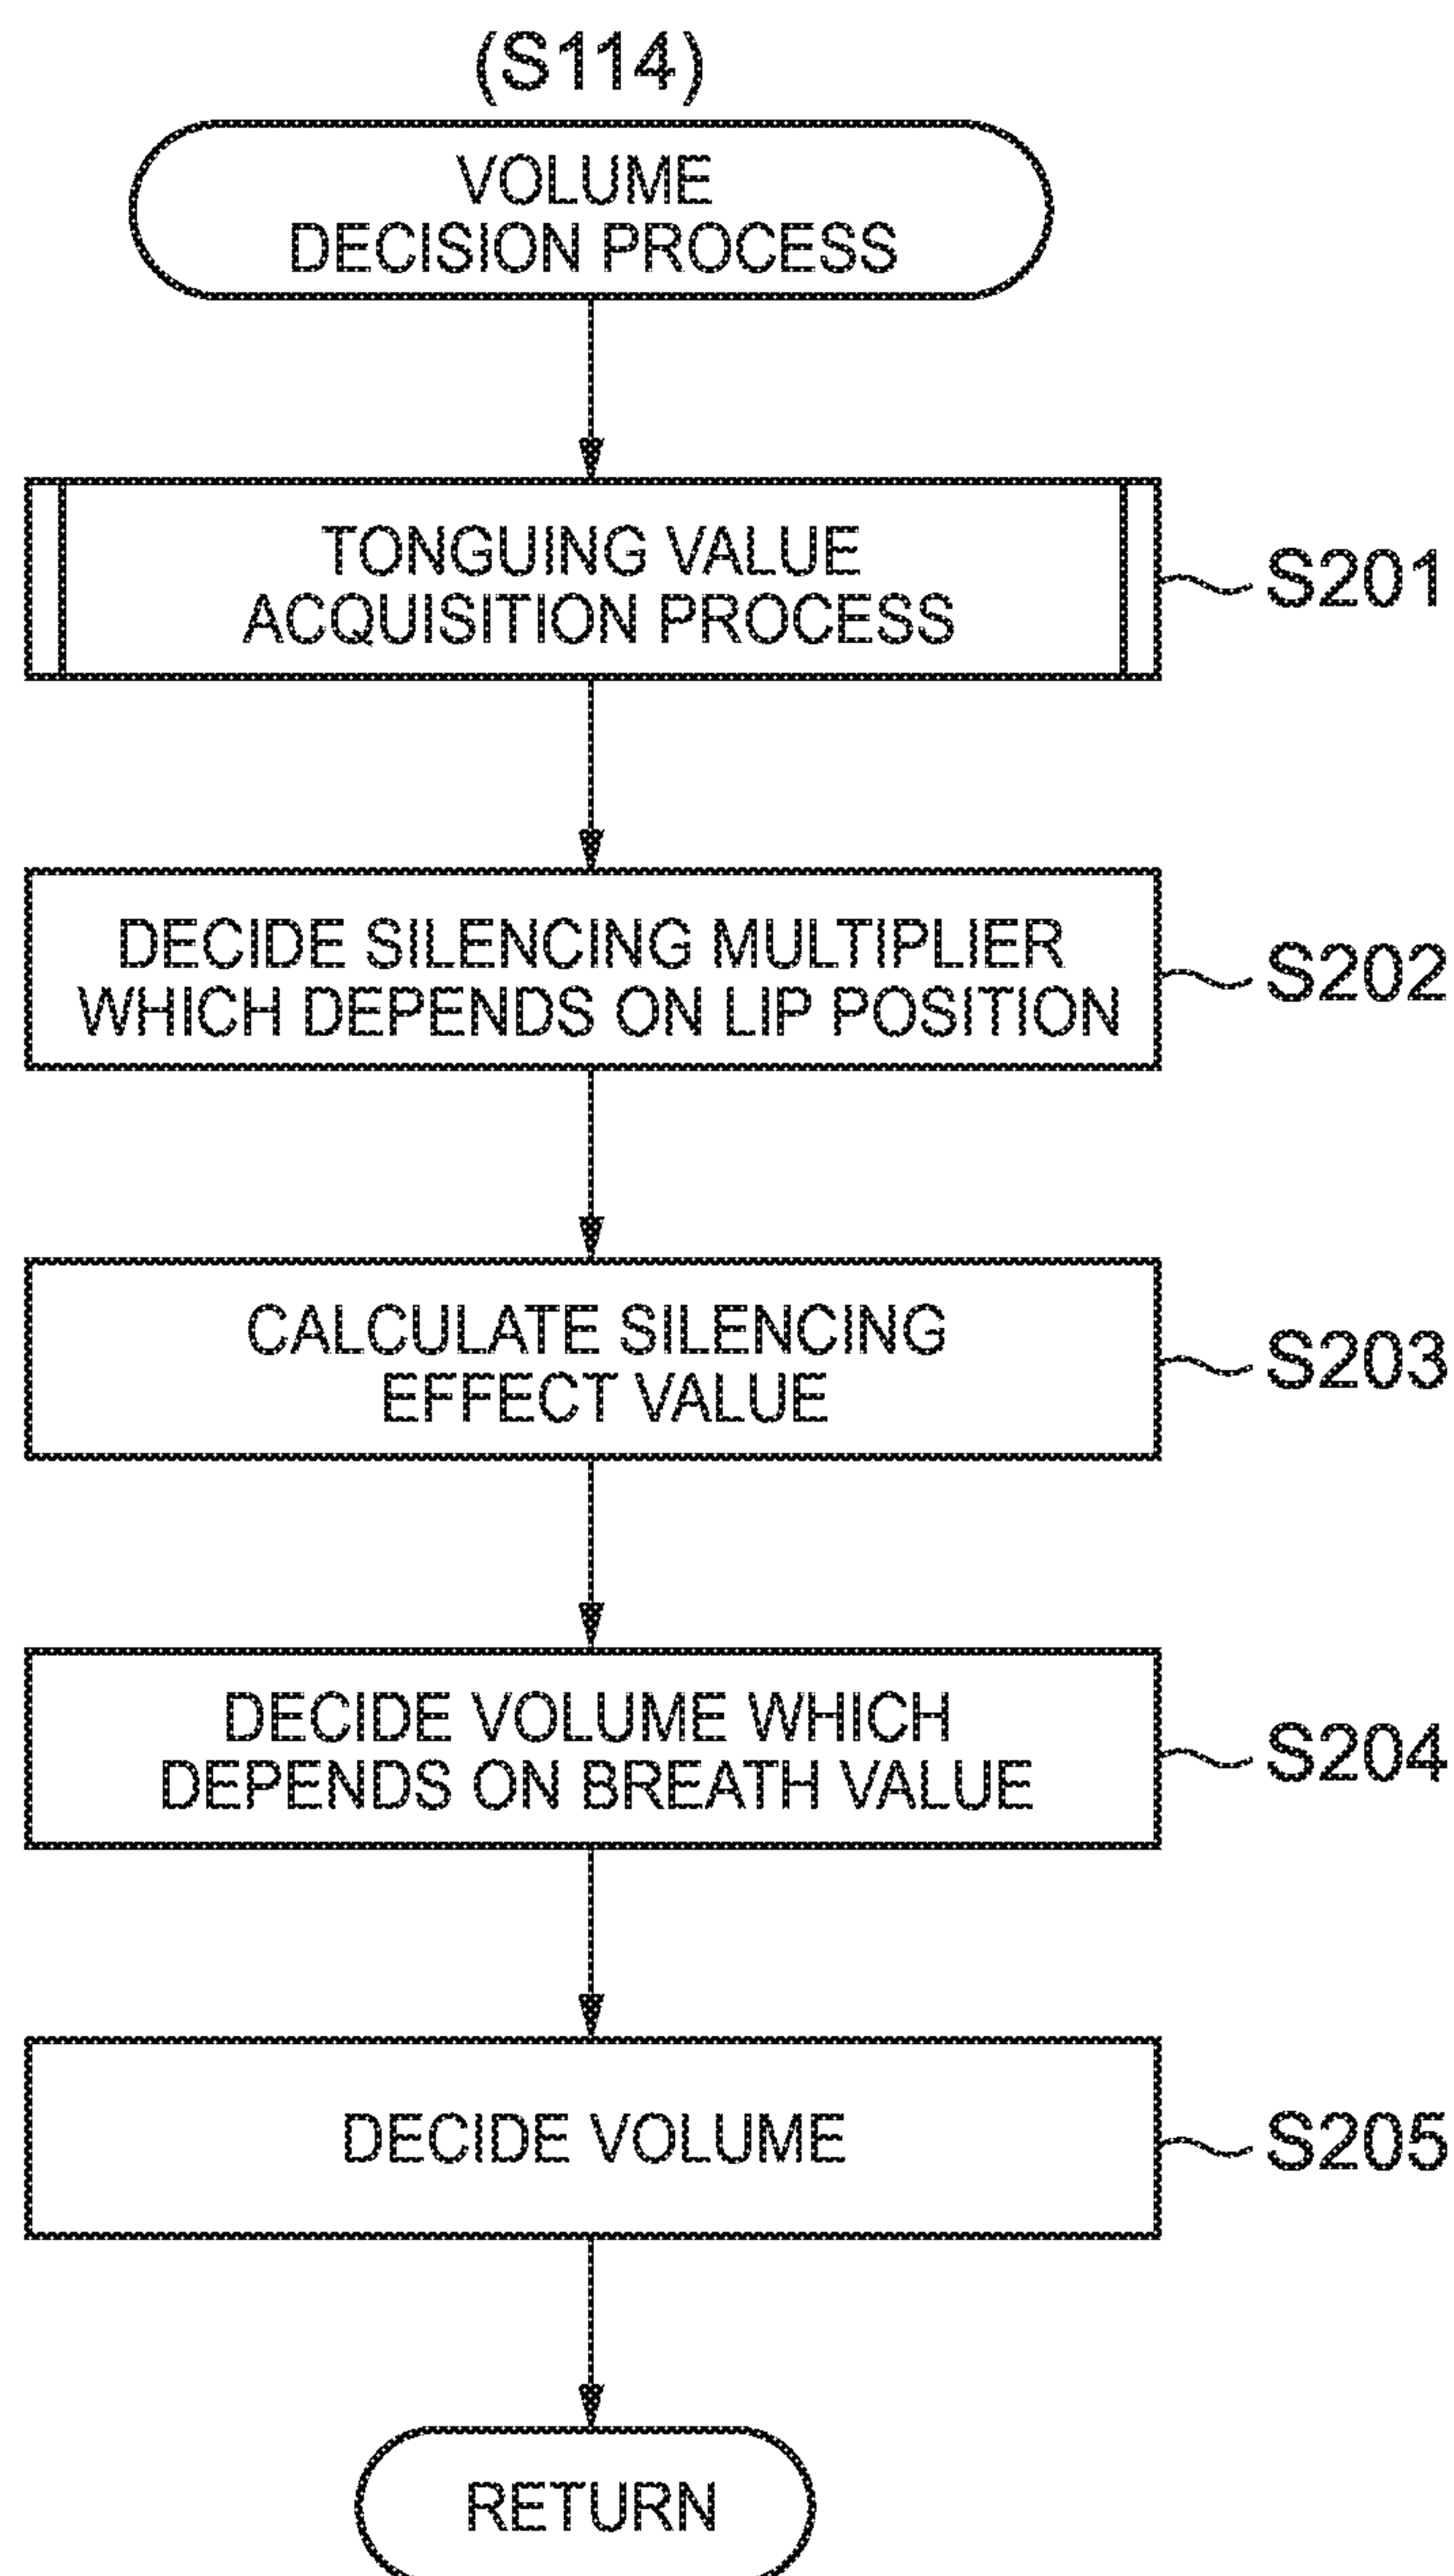 (S114)
VOLUME
DECISION PROCESS
TONGUING VALUE
ACQUISITION PROCESS
S201
DECIDE SILENCING MULTIPLIER
WHICH DEPENDS ON LIP POSITION
S202
CALCULATE SILENCING
EFFECT VALUE
S203
DECIDE VOLUME WHICH
DEPENDS ON BREATH VALUE
S204
DECIDE VOLUME
S205
RETURN